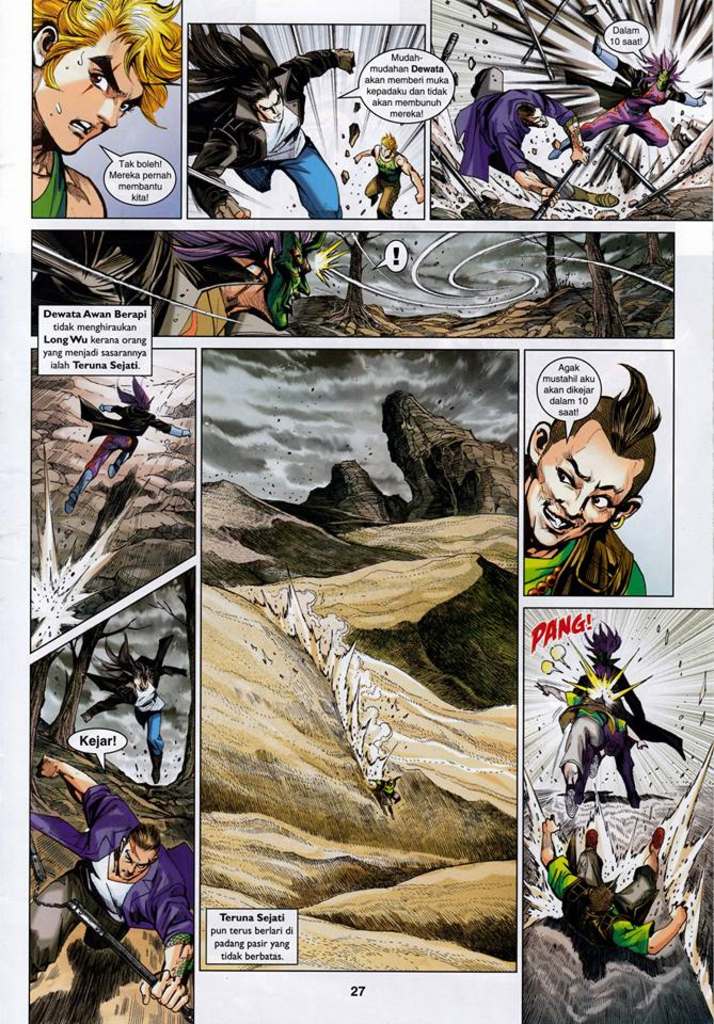 Tak boleh!
Mereka pernah
membantu
kita!
Mudah-
mudahan Dewata
akan memberi muka
kepadaku dan tidak
akan membunuh
mereka!
Dalam
10 saat!
!
Dewata Awan Berapi
tidak menghiraukan
Long Wu kerana orang
yang menjadi sasarannya
ialah Teruna Sejati.
Kejar!
Teruna Sejati
pun terus berlari di
padang pasir yang
tidak berbatas.
Agak
mustahil aku
akan dikejar
dalam 10
saat!
PANG!
27